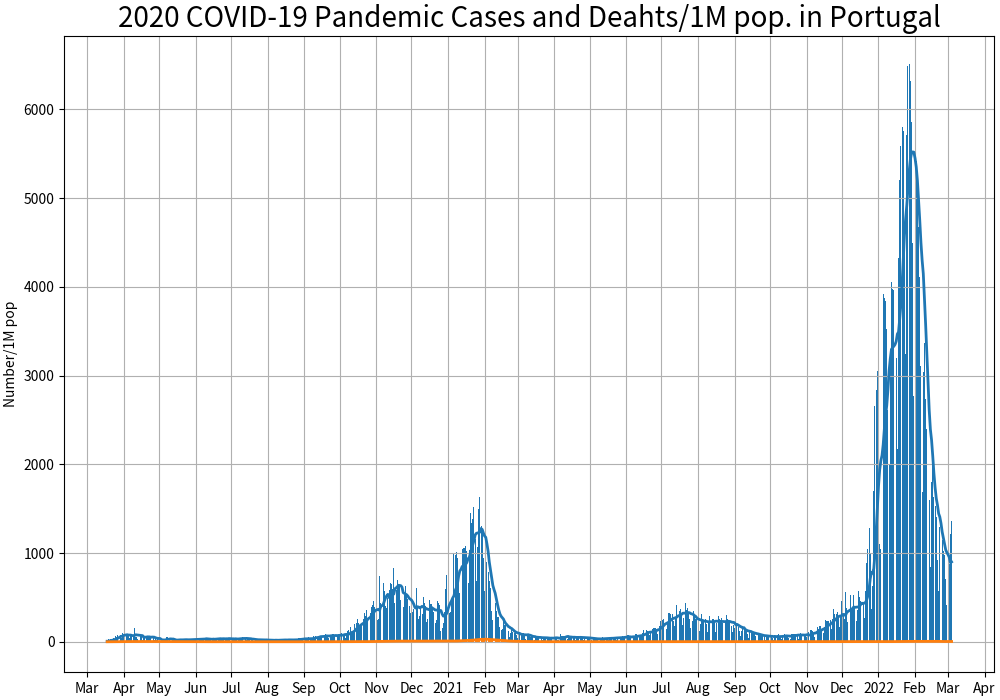 2020 COVID-19 Pandemic Cases and Deahts/1M pop. in Portugal
Number/1M pop
6000
5000
4000
3000
2000
1000
0
Mar Apr May Jun Jul Aug Sep Oct Nov Dec 2021 Feb Mar Apr May Jun Jul Aug Sep Oct Nov Dec 2022 Feb Mar Apr